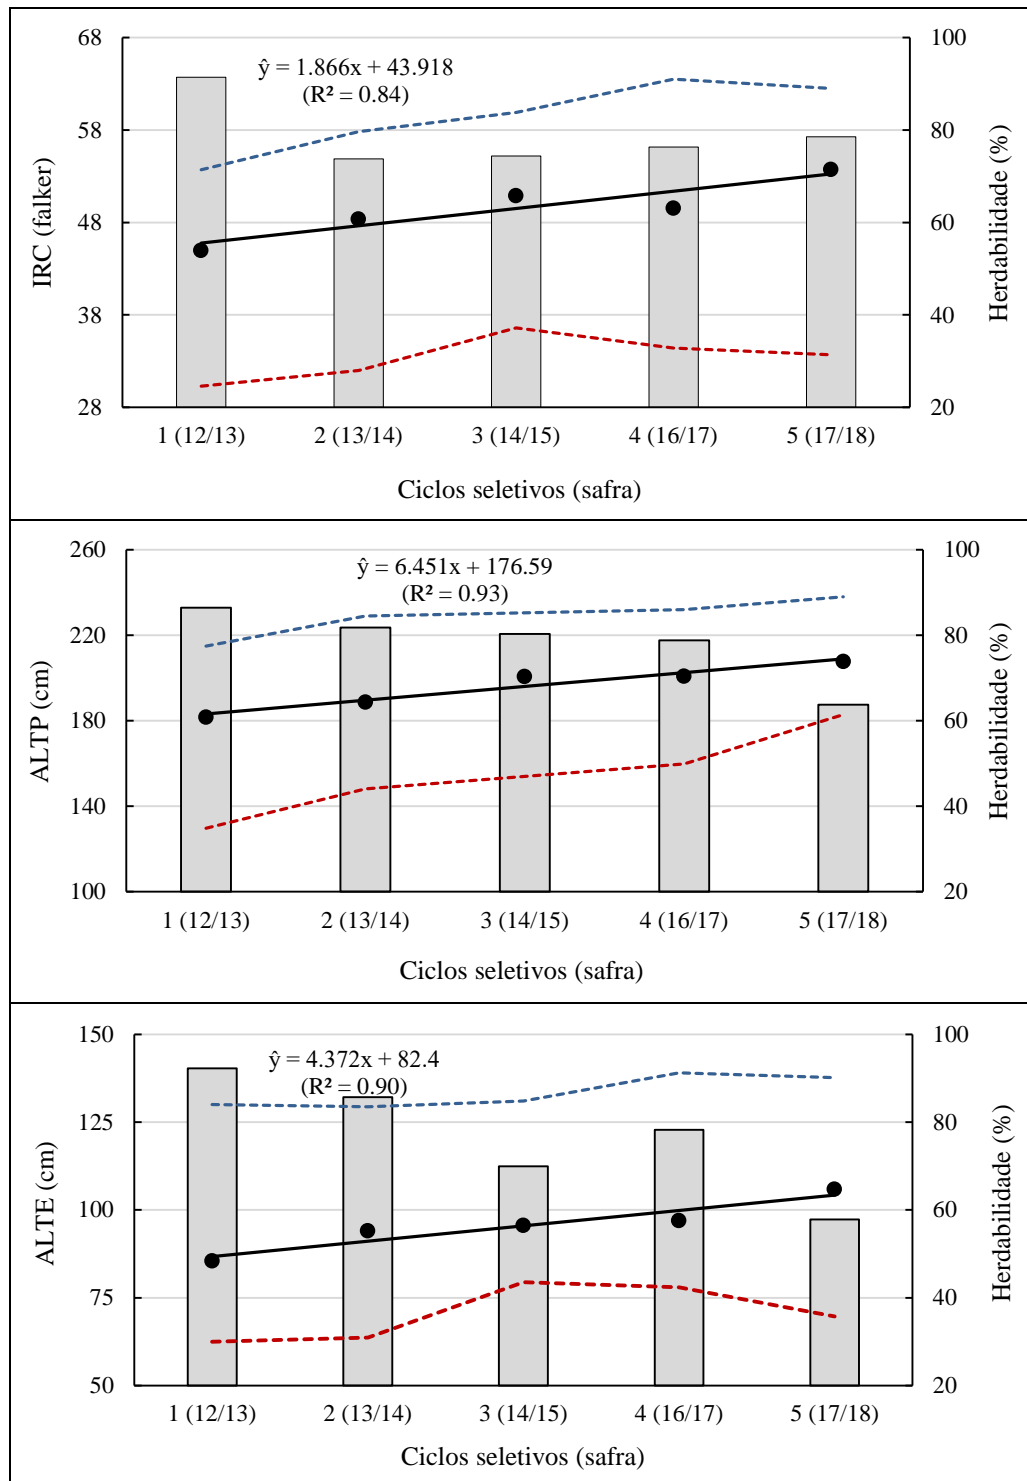 68
58
48
38
28
IRC (falker)
ŷ = 1.866x + 43.918
(R² = 0.84)
100
80
60
40
20
Herdabilidade (%)
1 (12/13) 2 (13/14) 3 (14/15) 4 (16/17) 5 (17/18)
Ciclos seletivos (safra)
260
220
180
140
100
ALTP (cm)
ŷ = 6.451x + 176.59
(R² = 0.93)
100
80
60
40
20
Herdabilidade (%)
1 (12/13) 2 (13/14) 3 (14/15) 4 (16/17) 5 (17/18)
Ciclos seletivos (safra)
150
125
100
75
50
ALTE (cm)
ŷ = 4.372x + 82.4
(R² = 0.90)
100
80
60
40
20
Herdabilidade (%)
1 (12/13) 2 (13/14) 3 (14/15) 4 (16/17) 5 (17/18)
Ciclos seletivos (safra)